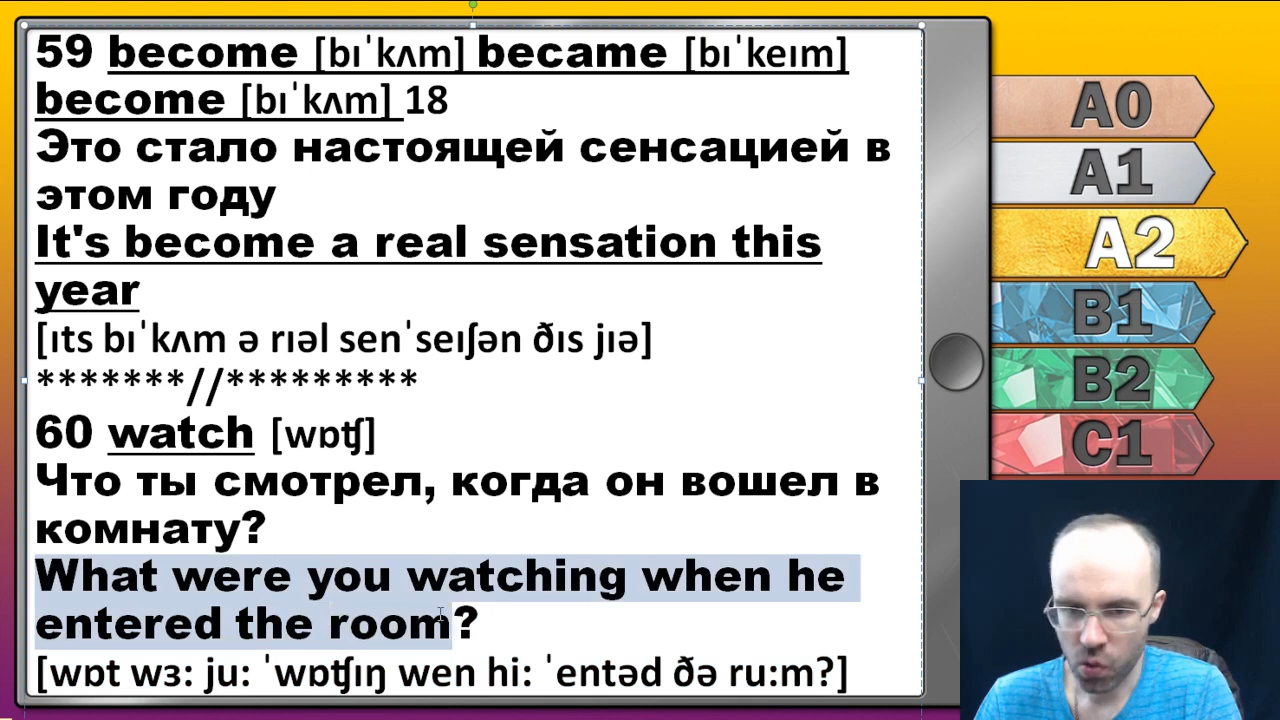 59 become [bɪˈkʌm] became [bɪˈkeɪm]
become [bɪˈkʌm] 18
Это стало настоящей сенсацией в
этом году
It's become a real sensation this
year
[ɪts bɪˈkʌm ə rɪəl senˈseɪʃən ðɪs jɪə]
*******//*********
60 watch [wɒʧ]
Что ты смотрел, когда он вошел в
комнату?
What were you watching when he
entered the room?
[wɒt wɜ: ju: ˈwɒʧɪŋ wen hi: ˈentəd ðə ru:m?]
A0
A1
A2
B1
B2
C1